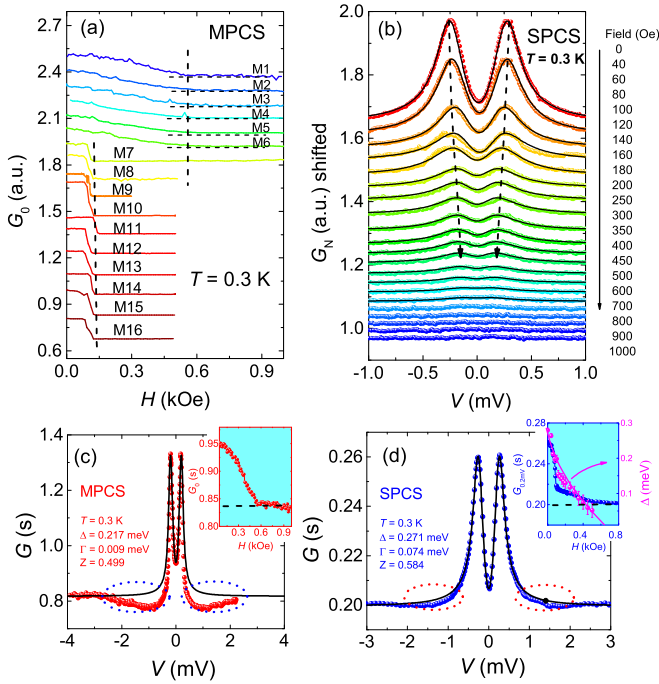 (a) MPCS
G0 (a.u.)
2.7
2.4
2.1
1.8
1.5
1.2
0.9
0.6
M1
M2
M3
M4
M5
M6
M7
M8
M9
M10
M11
M12
M13
M14
M15
M16
T = 0.3 K
0.0 0.3 0.6 0.9
H (kOe)
(b) SPCS
T = 0.3 K
GN (a.u.) shifted
2.0
1.8
1.6
1.4
1.2
1.0
-1.0 -0.5 0.0 0.5 1.0
V (mV)
Field (Oe)
0
40
60
80
100
120
140
160
180
200
250
300
350
400
450
500
600
700
800
900
1000
(c)
MPCS
T = 0.3 K
Δ = 0.217 meV
Γ = 0.009 meV
Z = 0.499
G (s)
1.4
1.2
1.0
0.8
0.6
-4 -2 0 2 4
V (mV)
G0 (s)
0.95
0.90
0.85
0.80
0.0 0.3 0.6 0.9
H (kOe)
(d)
SPCS
T = 0.3 K
Δ = 0.271 meV
Γ = 0.074 meV
Z = 0.584
G (s)
0.26
0.24
0.22
0.20
-3 -2 -1 0 1 2 3
V (mV)
G0.2mV (s)
0.28
0.24
0.20
0.3
0.2
0.1
Δ (meV)
0.0 0.4 0.8
H (kOe)